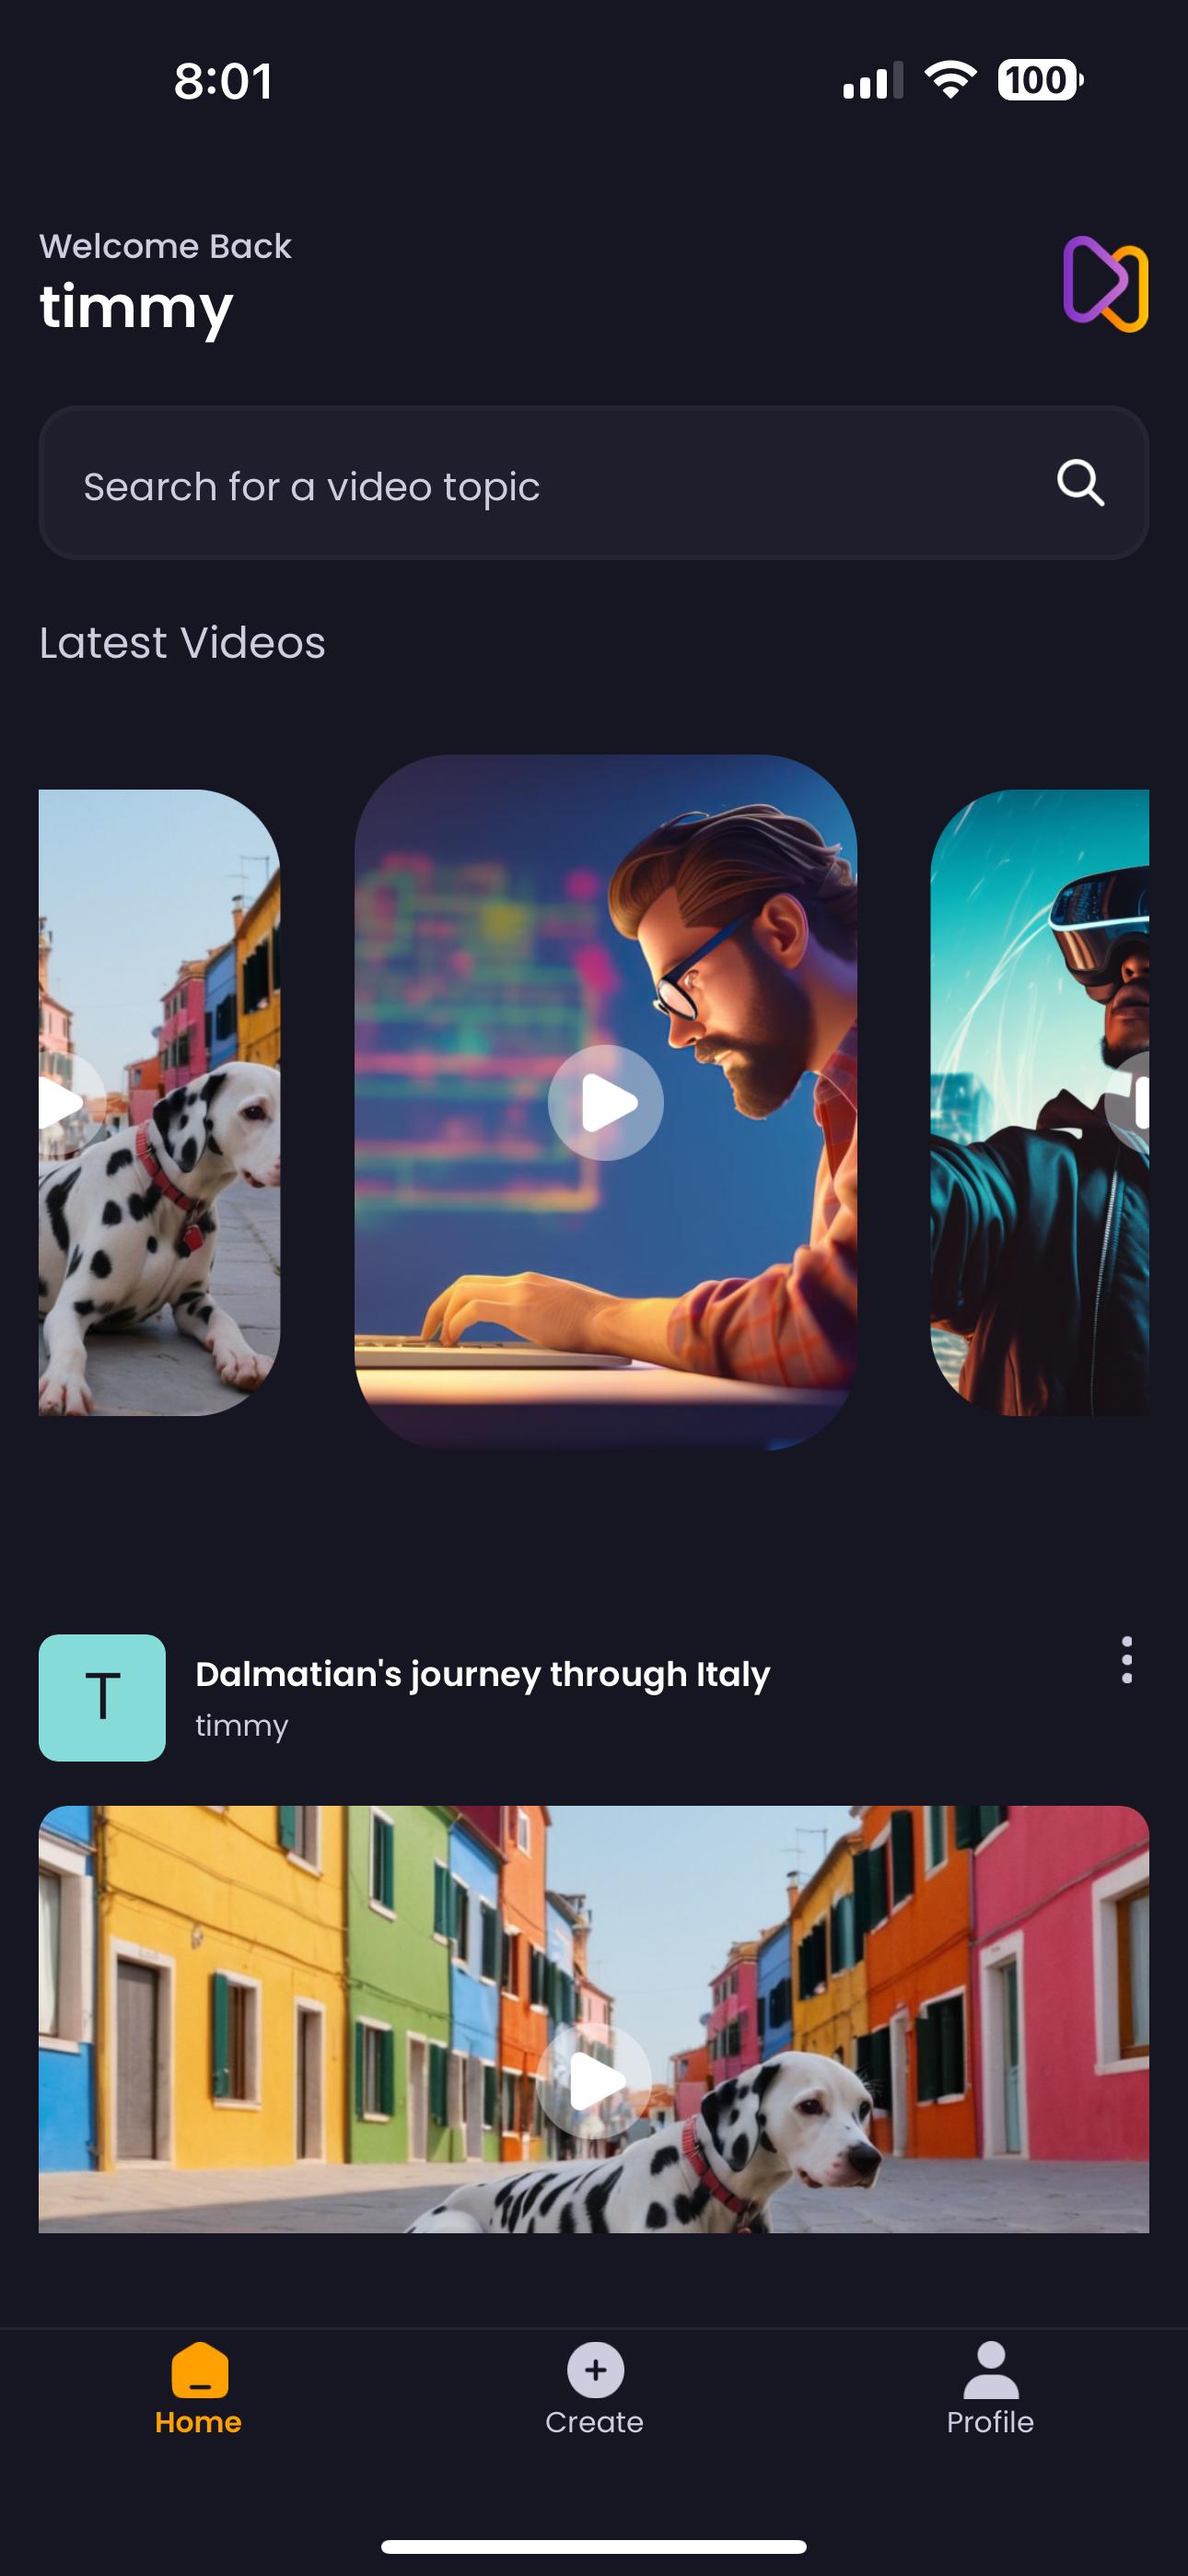 8:01
100
Welcome Back
timmy
Search for a video topic
Latest Videos
T
Dalmatian's journey through Italy
timmy
Home
Create
Profile